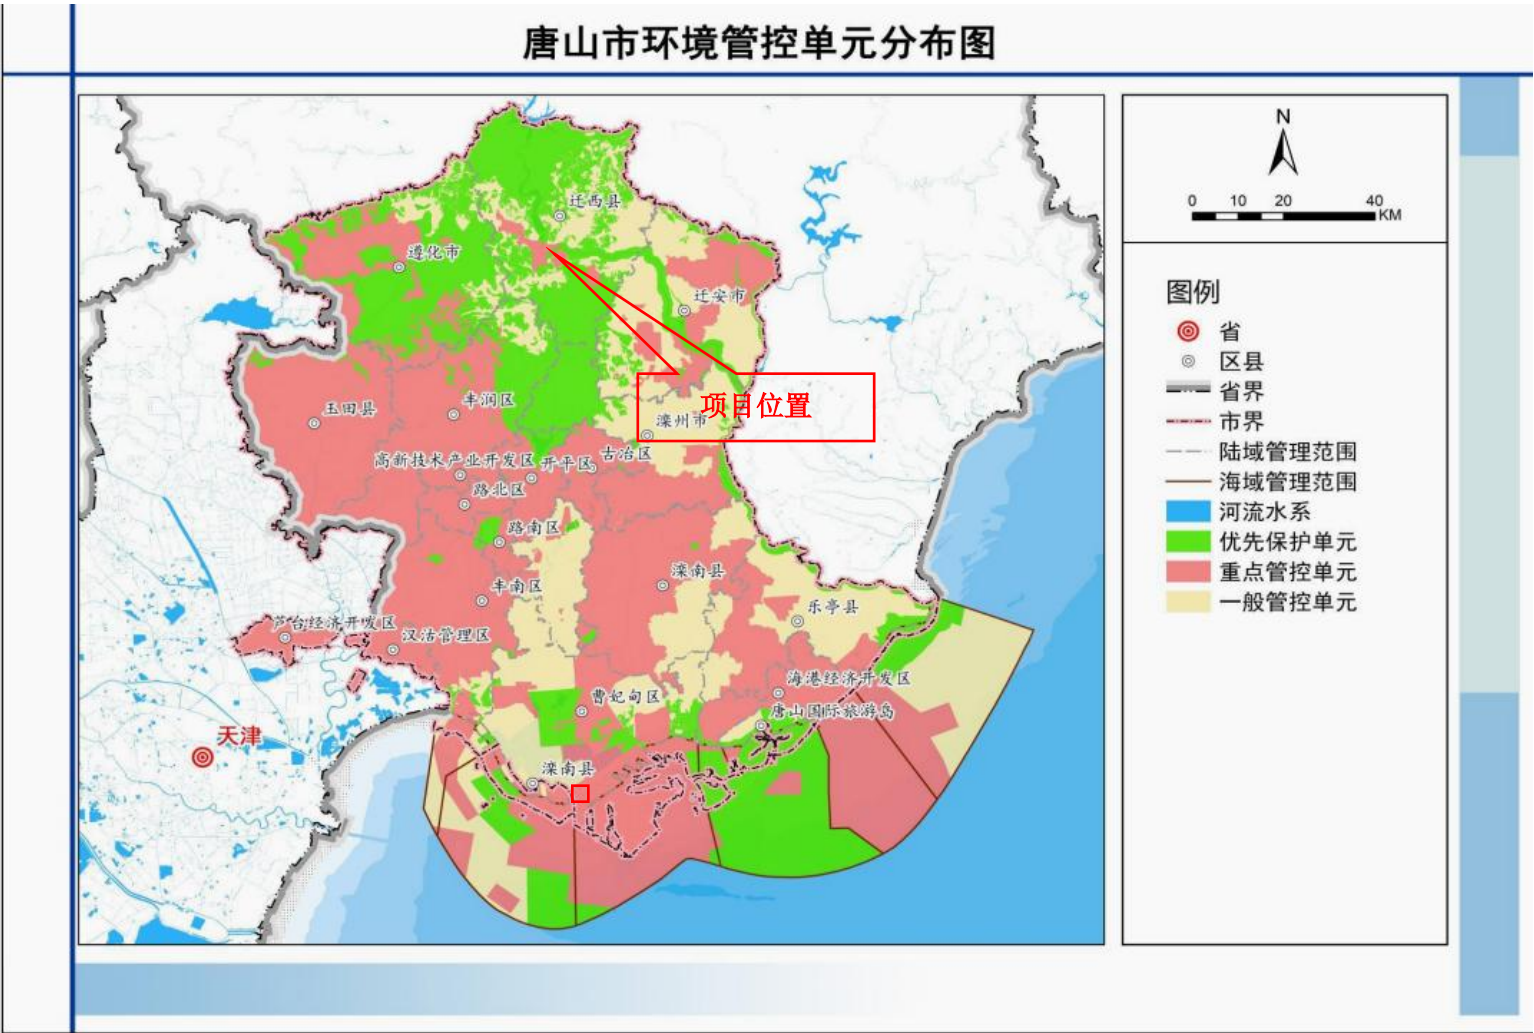 唐山市环境管控单元分布图
N
0 10 20 40
KM
图例
省
区县
省界
市界
陆域管理范围
海域管理范围
河流水系
优先保护单元
重点管控单元
一般管控单元
迁西县
遵化市
迁安市
项目位置
玉田县
丰润区
滦州市
高新技术产业开发区
开平区
古冶区
路北区
路南区
丰南区
滦南县
乐亭县
芦台经济开发区
汉沽管理区
海港经济开发区
曹妃甸区
唐山国际旅游岛
天津
滦南县